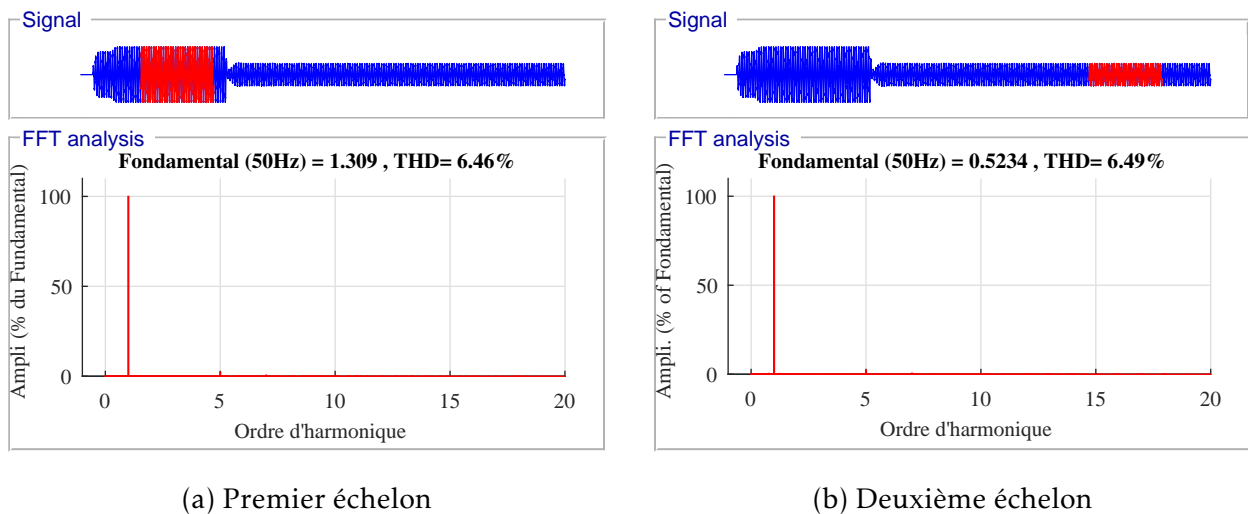 Signal
FFT analysis
Fondamental (50Hz) = 1.309 , THD= 6.46%
Ampli (% du Fundamental)
100
50
0
0 5 10 15 20
Ordre d'harmonique
(a) Premier échelon
Signal
FFT analysis
Fondamental (50Hz) = 0.5234 , THD= 6.49%
Ampli. (% of Fondamental)
100
50
0
0 5 10 15 20
Ordre d'harmonique
(b) Deuxième échelon